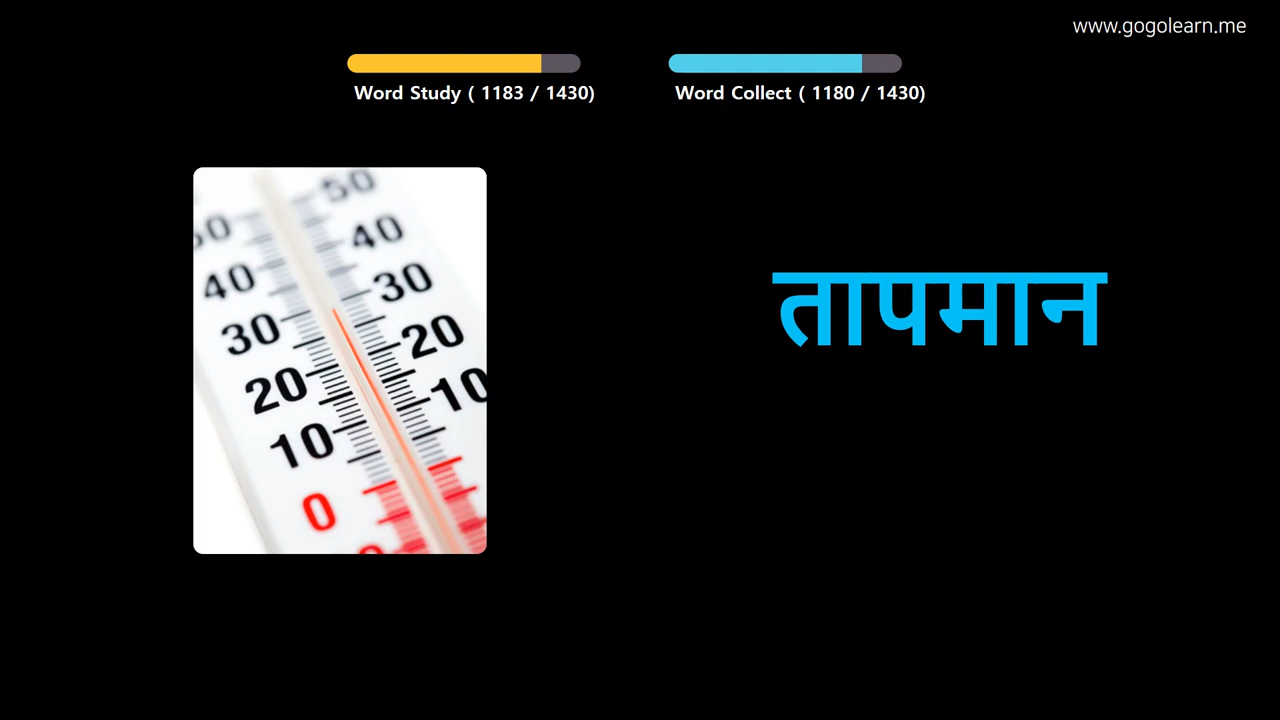 www.gogolearn.me
Word Study ( 1183 / 1430)
Word Collect ( 1180 / 1430)
तापमान
50
40
30
20
10
40
30
20
10
0